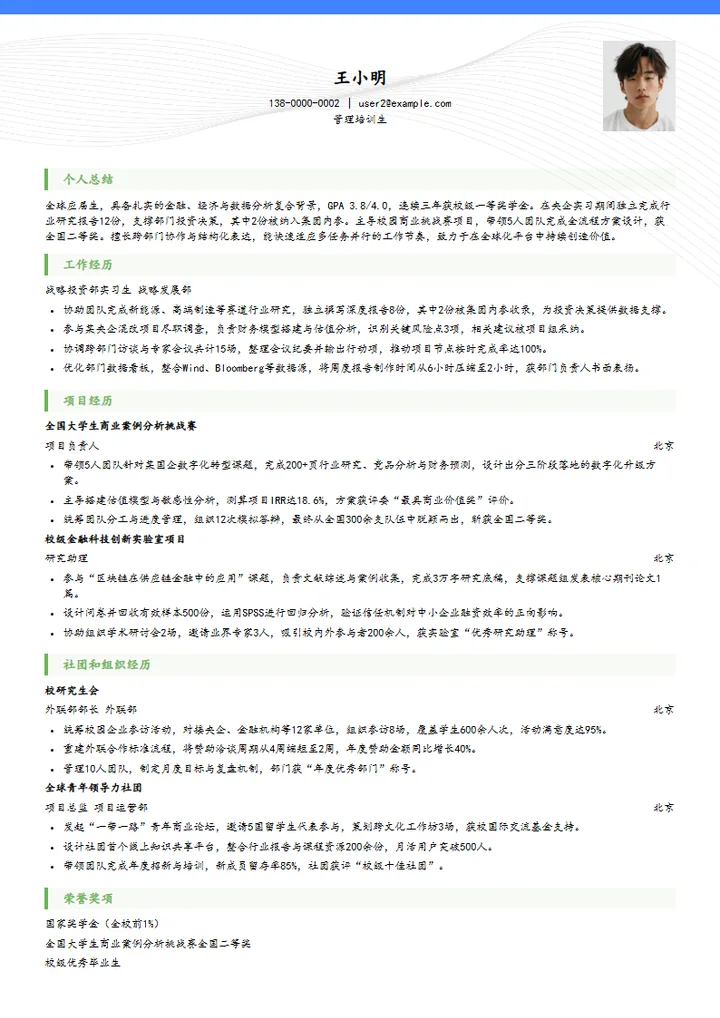 王小明
138-0000-0002 | user2@example.com
管理培训生
个人总结
全球应届生，具备扎实的金融、经济与数据分析复合背景，GPA 3.8/4.0，连续三年获校级一等奖学金。在央企实习期间独立完成行
业研究报告12份，支撑部门投资决策，其中2份被纳入集团内参。主导校园商业挑战赛项目，带领5人团队完成全流程方案设计，获
全国二等奖。擅长跨部门协作与结构化表达，能快速适应多任务并行的工作节奏，致力于在全球化平台中持续创造价值。
工作经历
战略投资部实习生 战略发展部
• 协助团队完成新能源、高端制造等赛道行业研究，独立撰写深度报告8份，其中2份被集团内参收录，为投资决策提供数据支撑。
• 参与某央企混改项目尽职调查，负责财务模型搭建与估值分析，识别关键风险点3项，相关建议被项目组采纳。
• 协调跨部门访谈与专家会议共计15场，整理会议纪要并输出行动项，推动项目节点按时完成率达100%。
• 优化部门数据看板，整合Wind、Bloomberg等数据源，将周度报告制作时间从6小时压缩至2小时，获部门负责人书面表扬。
项目经历
全国大学生商业案例分析挑战赛
项目负责人 北京
• 带领5人团队针对某国企数字化转型课题，完成200+页行业研究、竞品分析与财务预测，设计出分三阶段落地的数字化升级方
案。
• 主导搭建估值模型与敏感性分析，测算项目IRR达18.6%，方案获评委“最具商业价值奖”评价。
• 统筹团队分工与进度管理，组织12次模拟答辩，最终从全国300余支队伍中脱颖而出，斩获全国二等奖。
校级金融科技创新实验室项目
研究助理 北京
• 参与“区块链在供应链金融中的应用”课题，负责文献综述与案例收集，完成3万字研究底稿，支撑课题组发表核心期刊论文1
篇。
• 设计问卷并回收有效样本500份，运用SPSS进行回归分析，验证信任机制对中小企业融资效率的正向影响。
• 协助组织学术研讨会2场，邀请业界专家3人，吸引校内外参与者200余人，获实验室“优秀研究助理”称号。
社团和组织经历
校研究生会
外联部部长 外联部 北京
• 统筹校园企业参访活动，对接央企、金融机构等12家单位，组织参访8场，覆盖学生600余人次，活动满意度达95%。
• 重建外联合作标准流程，将赞助洽谈周期从4周缩短至2周，年度赞助金额同比增长40%。
• 管理10人团队，制定月度目标与复盘机制，部门获“年度优秀部门”称号。
全球青年领导力社团
项目总监 项目运营部 北京
• 发起“一带一路”青年商业论坛，邀请5国留学生代表参与，策划跨文化工作坊3场，获校国际交流基金支持。
• 设计社团首个线上知识共享平台，整合行业报告与课程资源200余份，月活用户突破500人。
• 带领团队完成年度招新与培训，新成员留存率85%，社团获评“校级十佳社团”。
荣誉奖项
国家奖学金（全校前1%）
全国大学生商业案例分析挑战赛全国二等奖
校级优秀毕业生